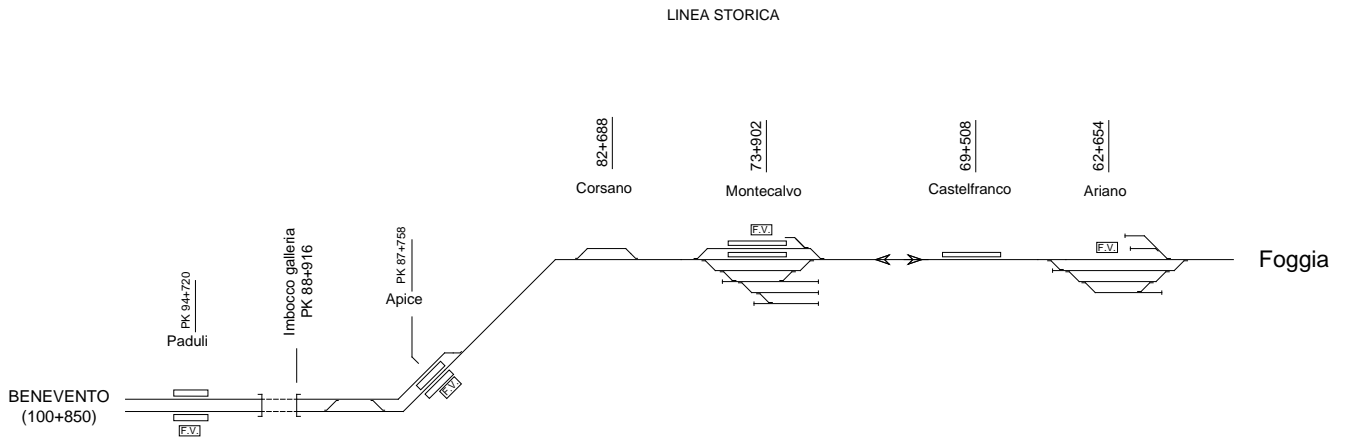 LINEA STORICA
82+688
Corsano
73+902
Montecalvo
69+508
Castelfranco
62+654
Ariano
F.V.
F.V.
Foggia
PK 94+720
Paduli
Imbocco galleria
PK 88+916
PK 87+758
Apice
F.V.
BENEVENTO
(100+850)
F.V.